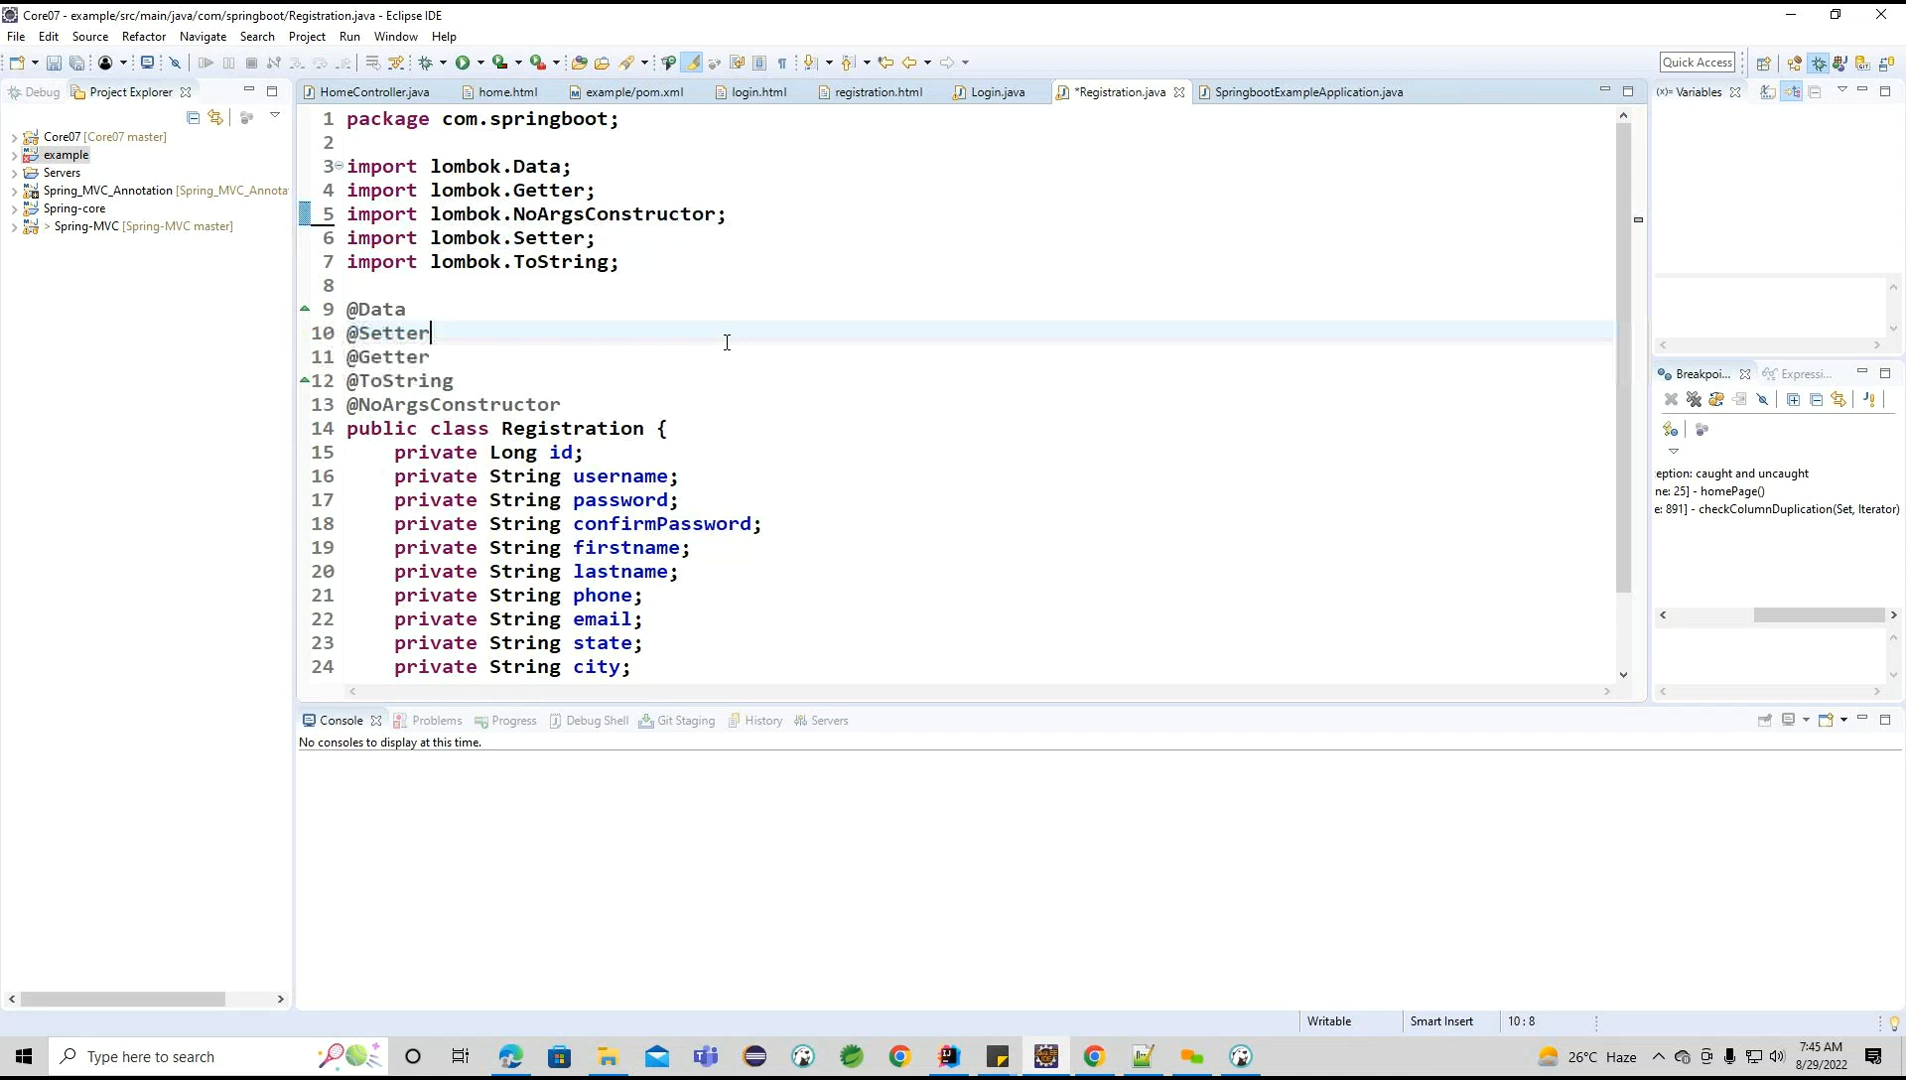 Core07 - example/src/main/java/com/springboot/Registration.java - Eclipse IDE
File Edit Source Refactor Navigate Search Project Run Window Help
Quick Access
Debug Project Explorer
HomeController.java home.html example/pom.xml login.html registration.html Login.java *Registration.java SpringbootExampleApplication.java
(x)= Variables
Core07 [Core07 master]
example
Servers
Spring_MVC_Annotation [Spring_MVC_Annota
Spring-core
> Spring-MVC [Spring-MVC master]
1 package com.springboot;
2
3 import lombok.Data;
4 import lombok.Getter;
5 import lombok.NoArgsConstructor;
6 import lombok.Setter;
7 import lombok.ToString;
8
9 @Data
10 @Setter
11 @Getter
12 @ToString
13 @NoArgsConstructor
14 public class Registration {
15 private Long id;
16 private String username;
17 private String password;
18 private String confirmPassword;
19 private String firstname;
20 private String lastname;
21 private String phone;
22 private String email;
23 private String state;
24 private String city;
Breakpoi... Expressi...
eption: caught and uncaught
ne: 25] - homePage()
e: 891] - checkColumnDuplication(Set, Iterator)
Console Problems Progress Debug Shell Git Staging History Servers
No consoles to display at this time.
Writable Smart Insert 10 : 8
Type here to search
26°C Haze
7:45 AM
8/29/2022